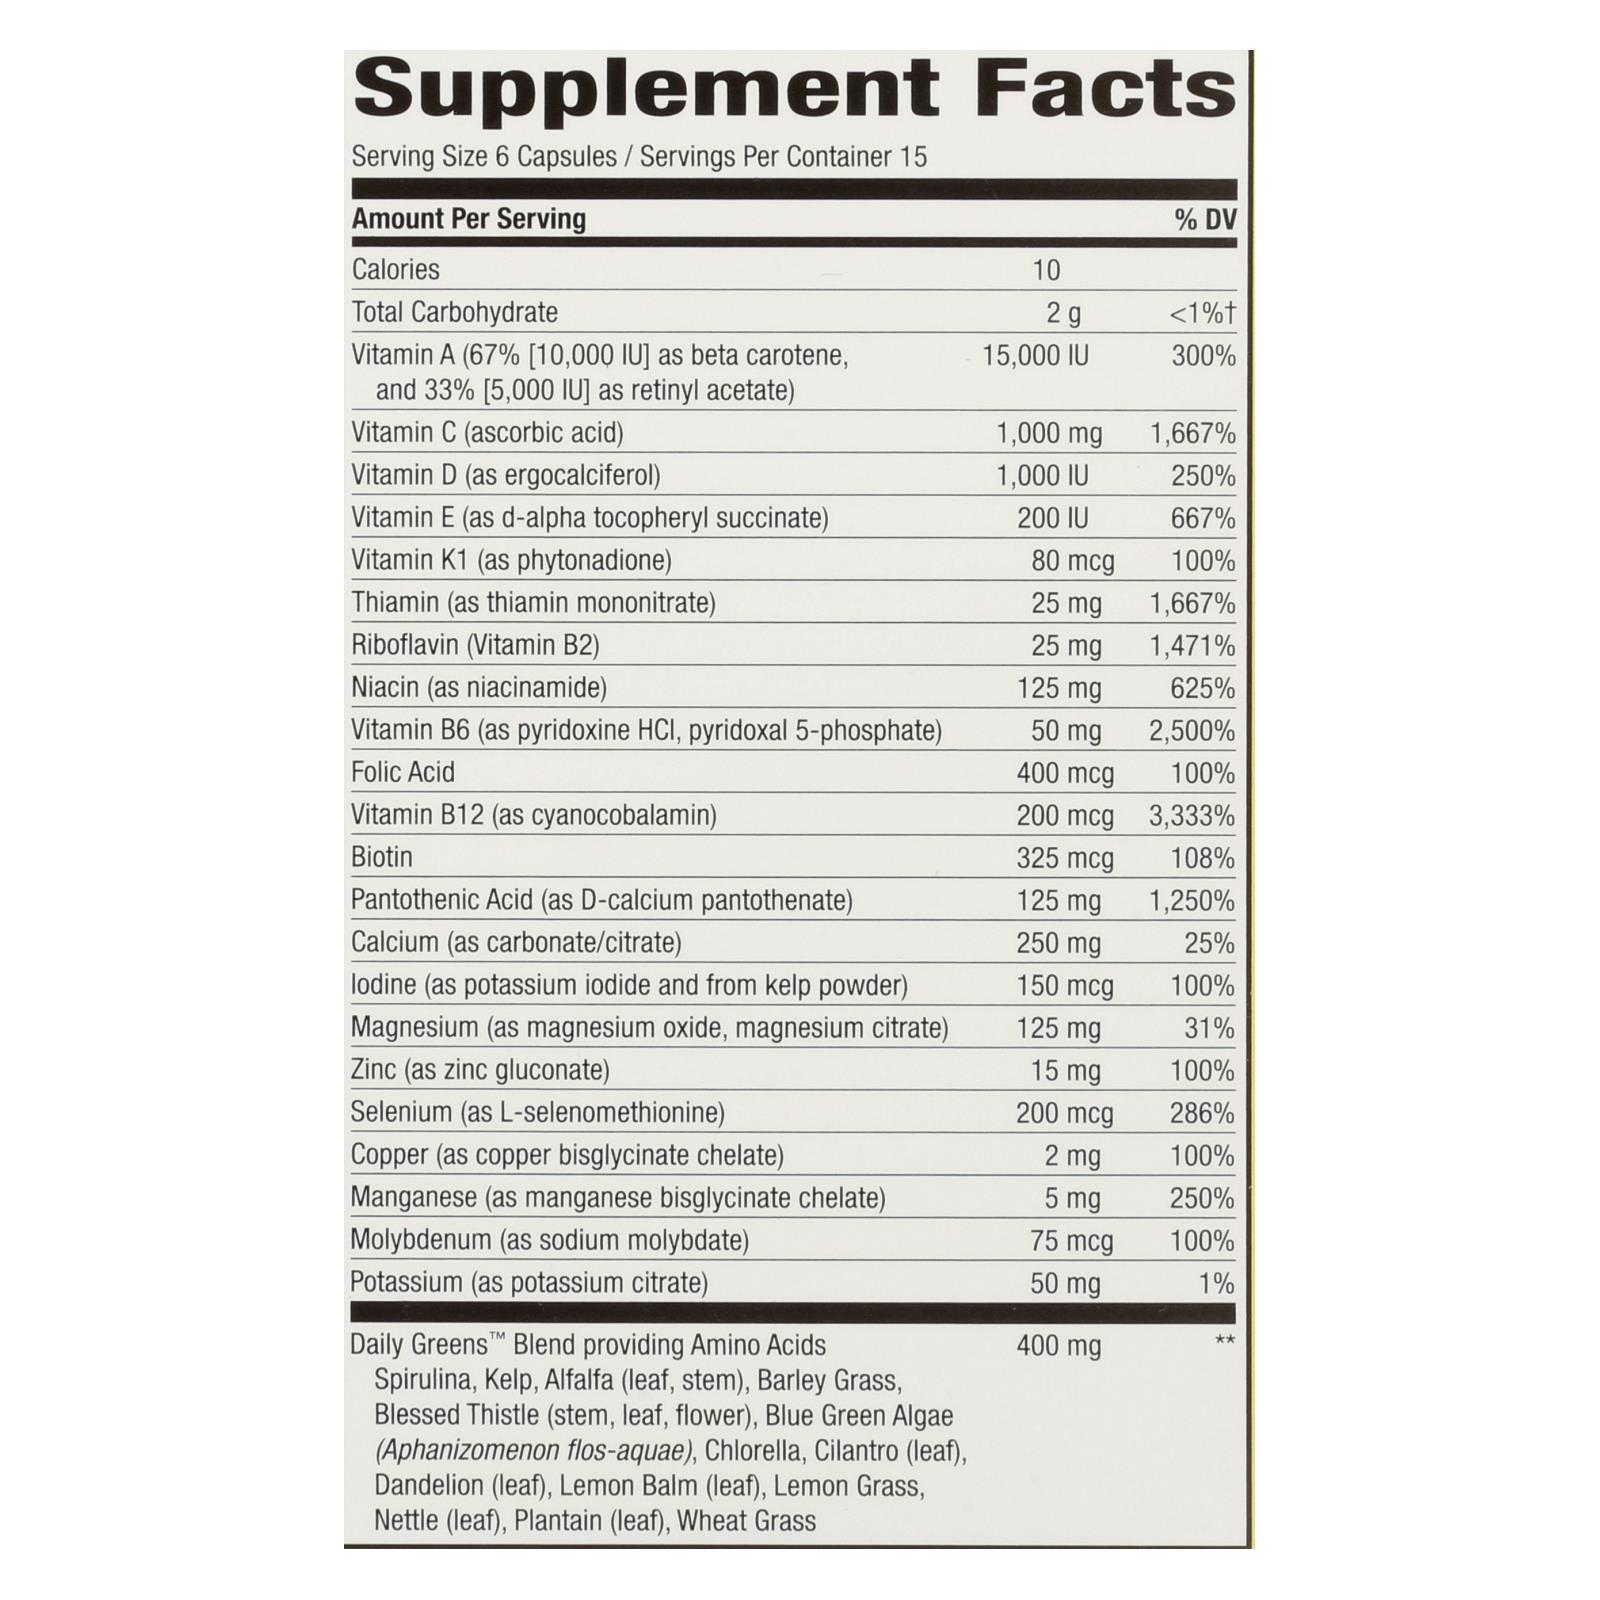 Supplement Facts
Serving Size 6 Capsules / Servings Per Container 15
Amount Per Serving % DV
Calories 10
Total Carbohydrate 2 g <1%†
Vitamin A (67% [10,000 IU] as beta carotene, 15,000 IU 300%
and 33% [5,000 IU] as retinyl acetate)
Vitamin C (ascorbic acid) 1,000 mg 1,667%
Vitamin D (as ergocalciferol) 1,000 IU 250%
Vitamin E (as d-alpha tocopheryl succinate) 200 IU 667%
Vitamin K1 (as phytonadione) 80 mcg 100%
Thiamin (as thiamin mononitrate) 25 mg 1,667%
Riboflavin (Vitamin B2) 25 mg 1,471%
Niacin (as niacinamide) 125 mg 625%
Vitamin B6 (as pyridoxine HCl, pyridoxal 5-phosphate) 50 mg 2,500%
Folic Acid 400 mcg 100%
Vitamin B12 (as cyanocobalamin) 200 mcg 3,333%
Biotin 325 mcg 108%
Pantothenic Acid (as D-calcium pantothenate) 125 mg 1,250%
Calcium (as carbonate/citrate) 250 mg 25%
Iodine (as potassium iodide and from kelp powder) 150 mcg 100%
Magnesium (as magnesium oxide, magnesium citrate) 125 mg 31%
Zinc (as zinc gluconate) 15 mg 100%
Selenium (as L-selenomethionine) 200 mcg 286%
Copper (as copper bisglycinate chelate) 2 mg 100%
Manganese (as manganese bisglycinate chelate) 5 mg 250%
Molybdenum (as sodium molybdate) 75 mcg 100%
Potassium (as potassium citrate) 50 mg 1%
Daily Greens™ Blend providing Amino Acids 400 mg **
Spirulina, Kelp, Alfalfa (leaf, stem), Barley Grass,
Blessed Thistle (stem, leaf, flower), Blue Green Algae
(Aphanizomenon flos-aquae), Chlorella, Cilantro (leaf),
Dandelion (leaf), Lemon Balm (leaf), Lemon Grass,
Nettle (leaf), Plantain (leaf), Wheat Grass